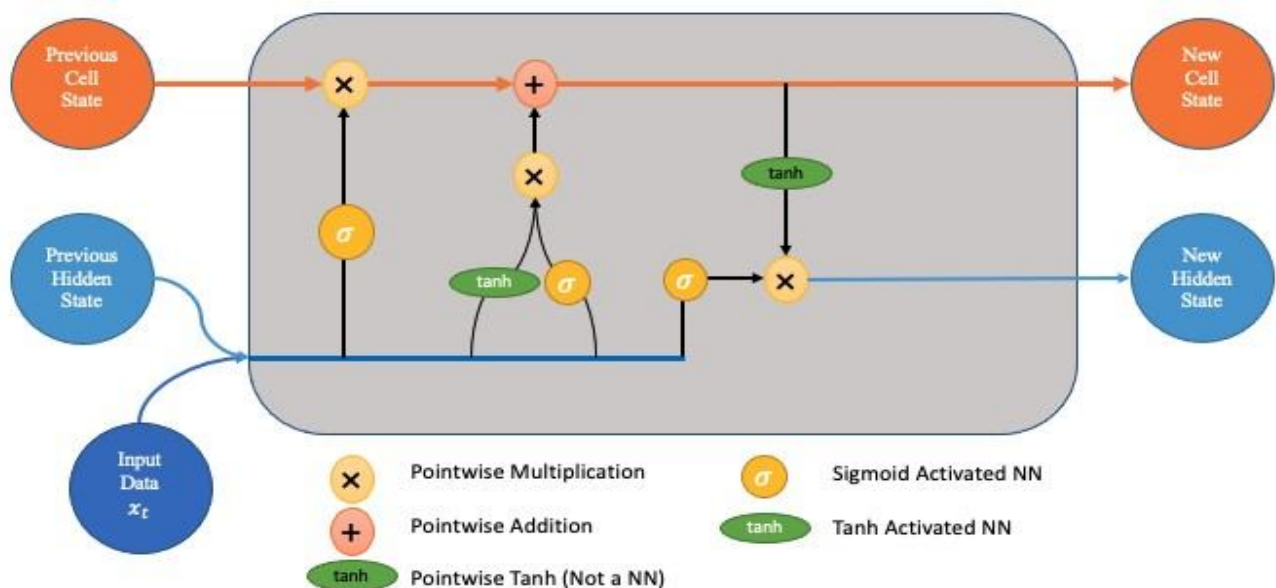 Previous
Cell
State
×
+
New
Cell
State
×
tanh
σ
Previous
Hidden
State
tanh
σ
σ
×
New
Hidden
State
Input
Data
xₜ
× Pointwise Multiplication
σ Sigmoid Activated NN
+ Pointwise Addition
tanh Tanh Activated NN
tanh Pointwise Tanh (Not a NN)